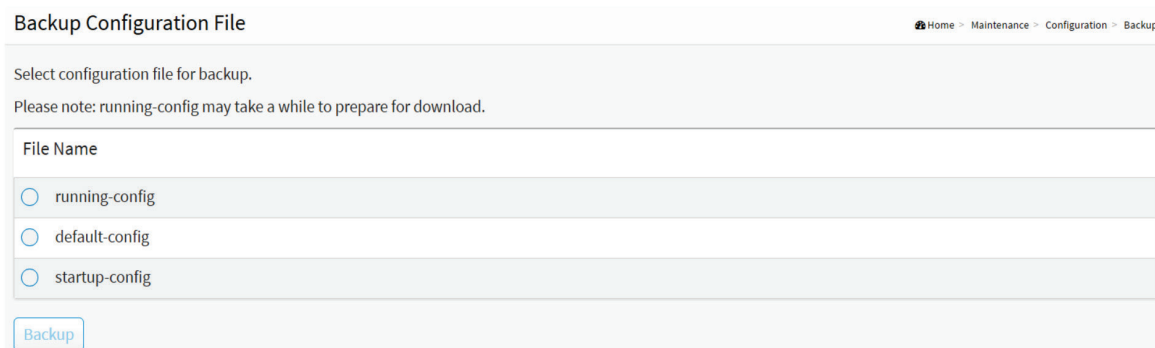 Backup Configuration File
Home > Maintenance > Configuration > Backup
Select configuration file for backup.
Please note: running-config may take a while to prepare for download.
File Name
running-config
default-config
startup-config
Backup